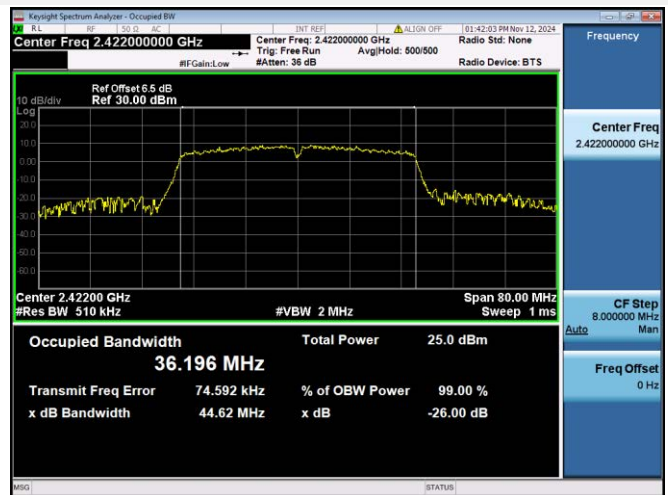 Keysight Spectrum Analyzer - Occupied BW
RL RF 50 Ω AC INT REF ALIGN OFF 01:42:03 PM Nov 12, 2024
Center Freq 2.422000000 GHz
Center Freq: 2.422000000 GHz
Radio Std: None
Trig: Free Run Avg|Hold: 500/500
#IFGain:Low #Atten: 36 dB Radio Device: BTS
Frequency
Ref Offset 6.5 dB
10 dB/div Ref 30.00 dBm
Log
20.0
10.0
0.00
-10.0
-20.0
-30.0
-40.0
-50.0
-60.0
Center Freq
2.422000000 GHz
Center 2.42200 GHz Span 80.00 MHz
#Res BW 510 kHz #VBW 2 MHz Sweep 1 ms
CF Step
8.000000 MHz
Auto Man
Occupied Bandwidth Total Power 25.0 dBm
36.196 MHz
Transmit Freq Error 74.592 kHz % of OBW Power 99.00 %
x dB Bandwidth 44.62 MHz x dB -26.00 dB
Freq Offset
0 Hz
MSG STATUS